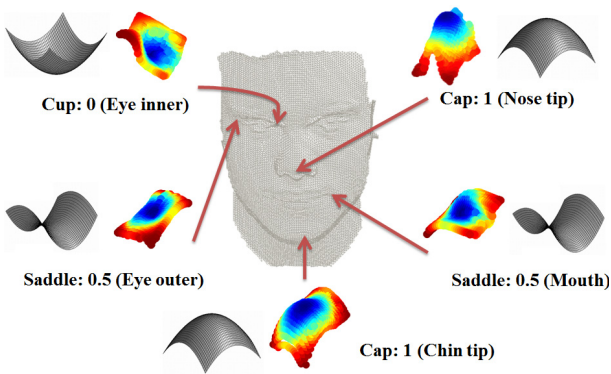 Cup: 0 (Eye inner)
Cap: 1 (Nose tip)
Saddle: 0.5 (Eye outer)
Saddle: 0.5 (Mouth)
Cap: 1 (Chin tip)